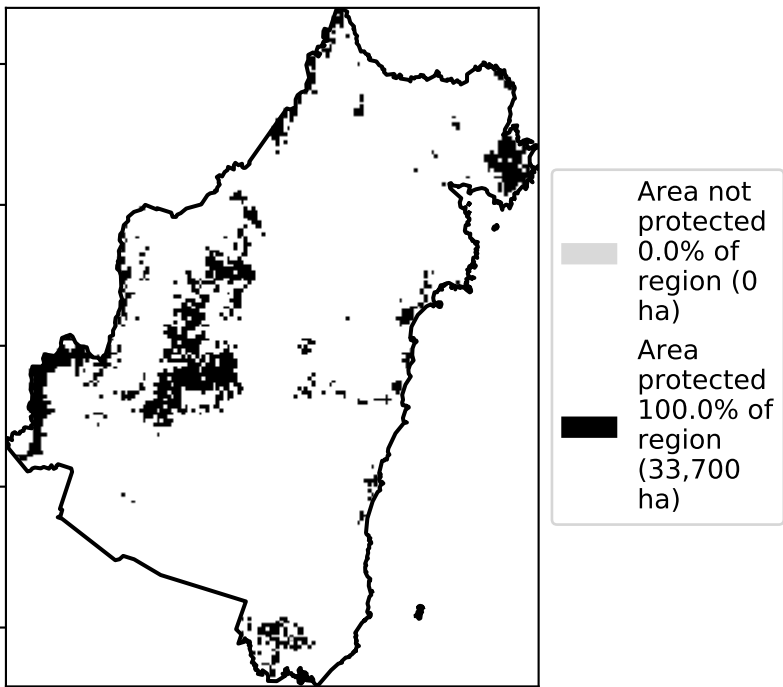 Area not
protected
0.0% of
region (0
ha)
Area
protected
100.0% of
region
(33,700
ha)